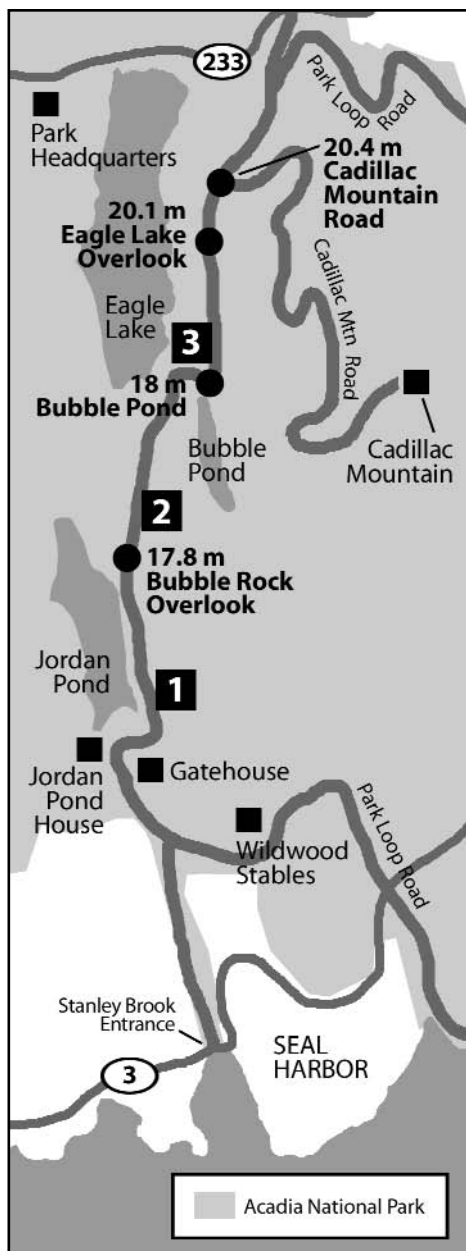 233
Park Loop
Road
Park
Headquarters
20.4 m
Cadillac
Mountain
Road
20.1 m
Eagle Lake
Overlook
Cadillac Mtn
Road
Eagle
Lake
3
18 m
Bubble Pond
Bubble
Pond
Cadillac
Mountain
2
17.8 m
Bubble Rock
Overlook
Jordan
Pond
1
Jordan
Pond
House
Gatehouse
Wildwood
Stables
Park Loop Road
Stanley Brook
Entrance
3
SEAL
HARBOR
Acadia National Park